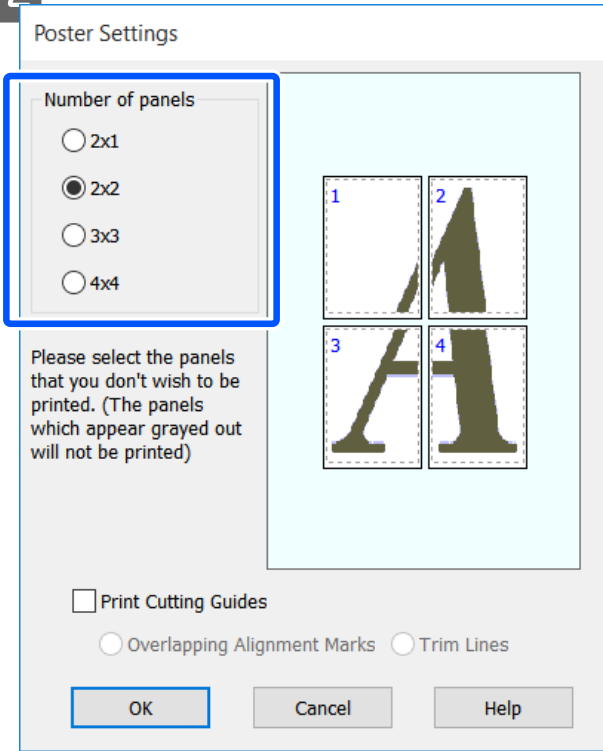 Poster Settings
Number of panels
2x1
2x2
3x3
4x4
1
2
3
4
Please select the panels
that you don't wish to be
printed. (The panels
which appear grayed out
will not be printed)
Print Cutting Guides
Overlapping Alignment Marks
Trim Lines
OK
Cancel
Help